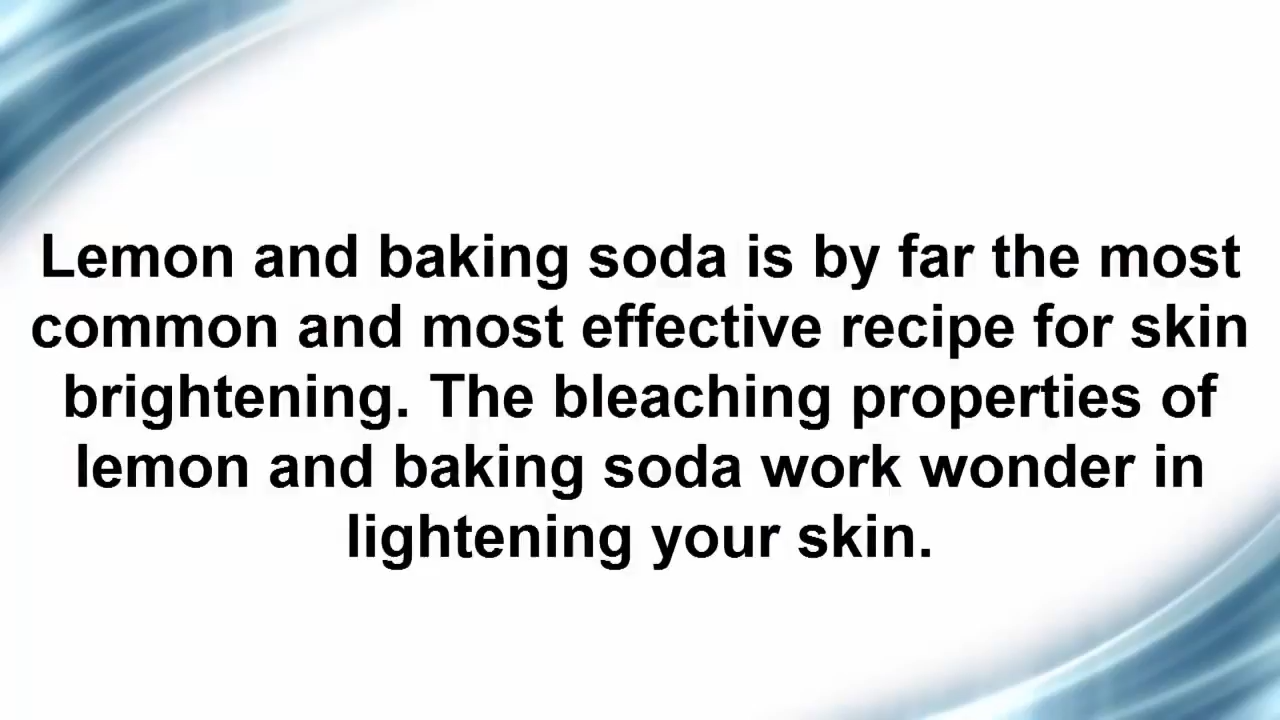 Lemon and baking soda is by far the most
common and most effective recipe for skin
brightening. The bleaching properties of
lemon and baking soda work wonder in
lightening your skin.